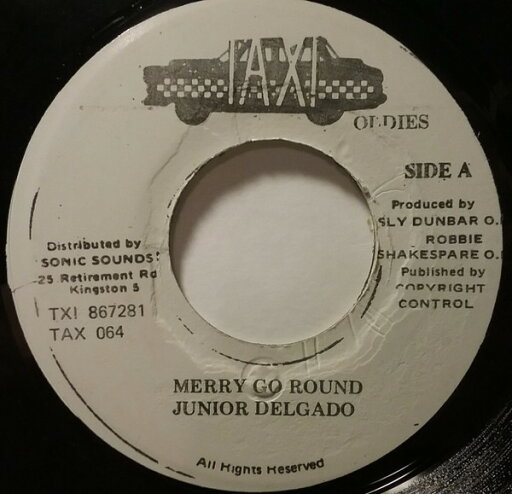 TAXI
OLDIES
SIDE A
Produced by
SLY DUNBAR O.D
ROBBIE
SHAKESPARE O.D
Published by
COPYRIGHT
CONTROL
Distributed by
SONIC SOUNDS
25 Retirement Rd
Kingston 5
TXI 867281
TAX 064
MERRY GO ROUND
JUNIOR DELGADO
All Rights Reserved